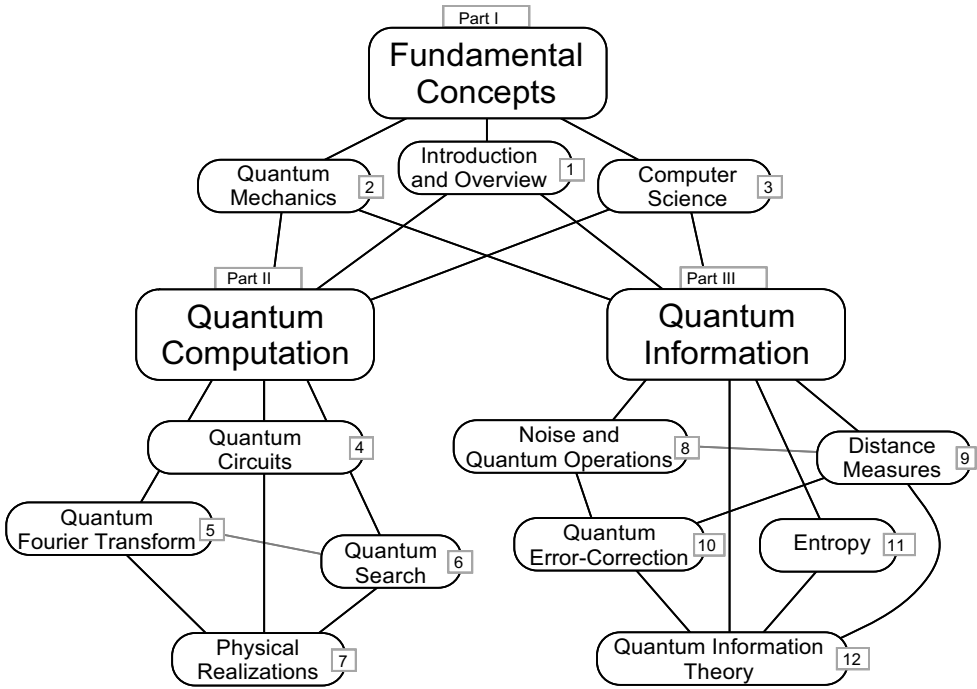 Part I
Fundamental
Concepts
Quantum
Mechanics
2
Introduction
and Overview
1
Computer
Science
3
Part II
Quantum
Computation
Part III
Quantum
Information
Quantum
Circuits
4
Quantum
Fourier Transform
5
Quantum
Search
6
Physical
Realizations
7
Noise and
Quantum Operations
8
Distance
Measures
9
Quantum
Error-Correction
10
Entropy
11
Quantum Information
Theory
12